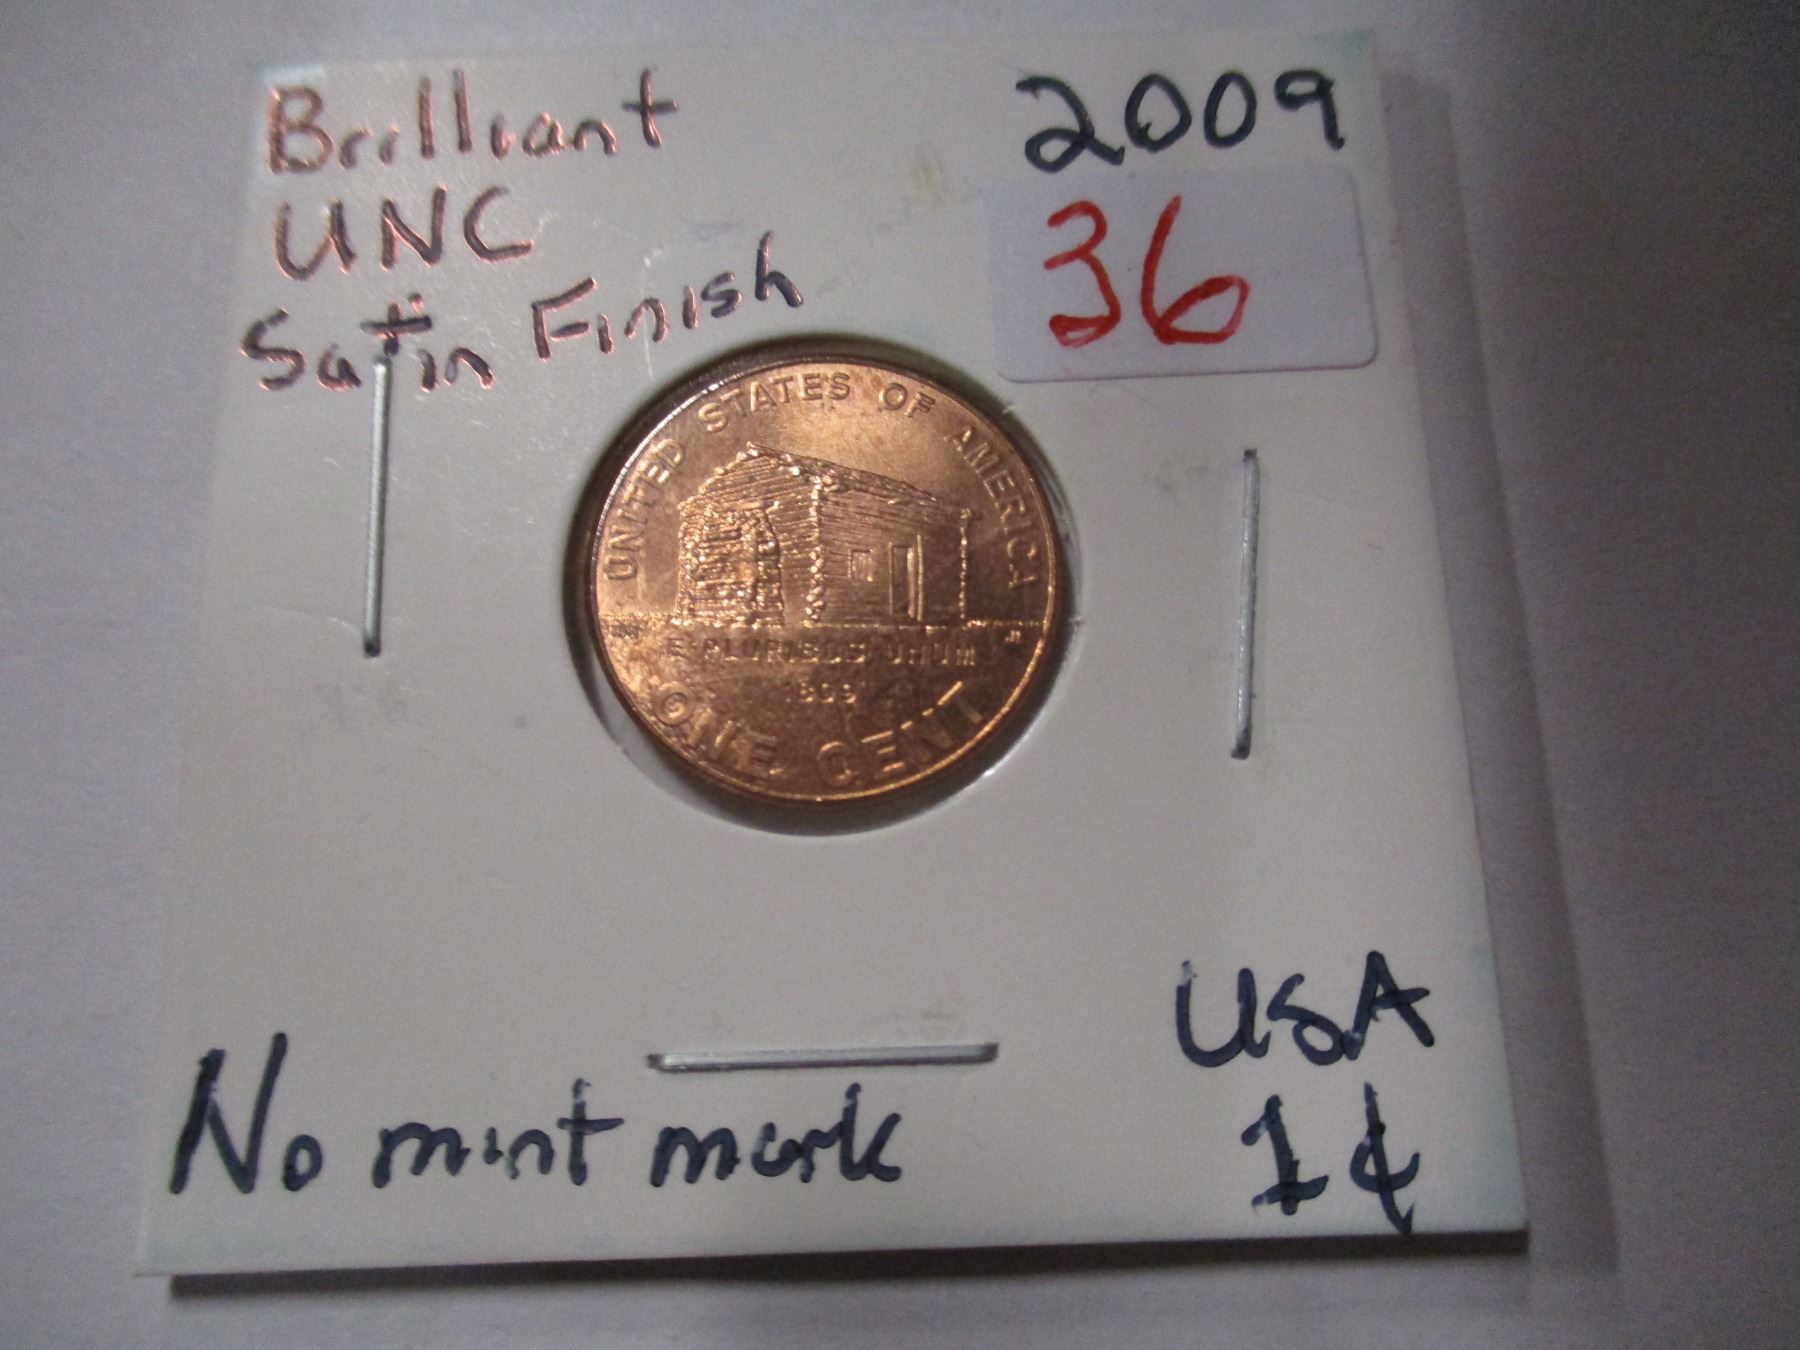 Brilliant
UNC
Satin Finish
2009
36
UNITED STATES OF AMERICA
E PLURIBUS UNUM
1809
ONE CENT
No mint mark
USA
1¢